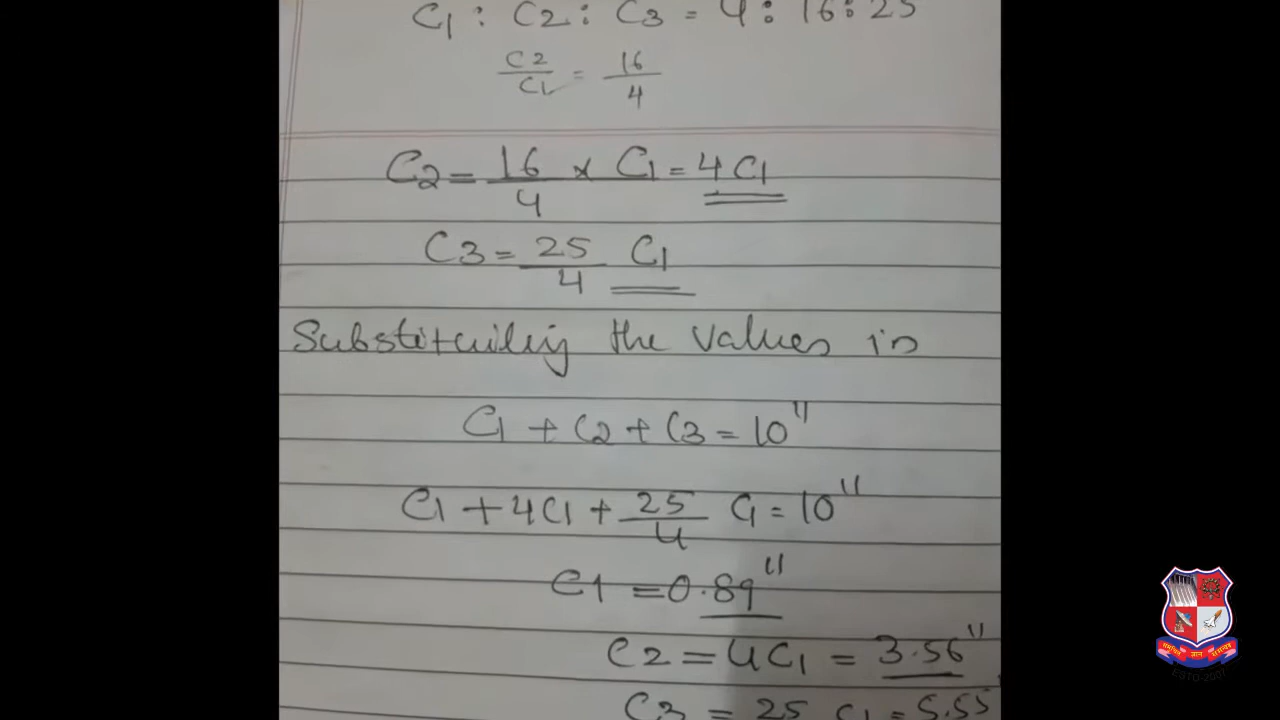 C1 : C2 : C3 = 4 : 16 : 25
C2/C1 = 16/4
C2 = 16/4 × C1 = 4C1
C3 = 25/4 C1
Substituiling the values in
C1 + C2 + C3 = 10"
C1 + 4C1 + 25/4 C1 = 10"
C1 = 0.89"
C2 = 4C1 = 3.56"
C3 = 25 C1 = 5.55"